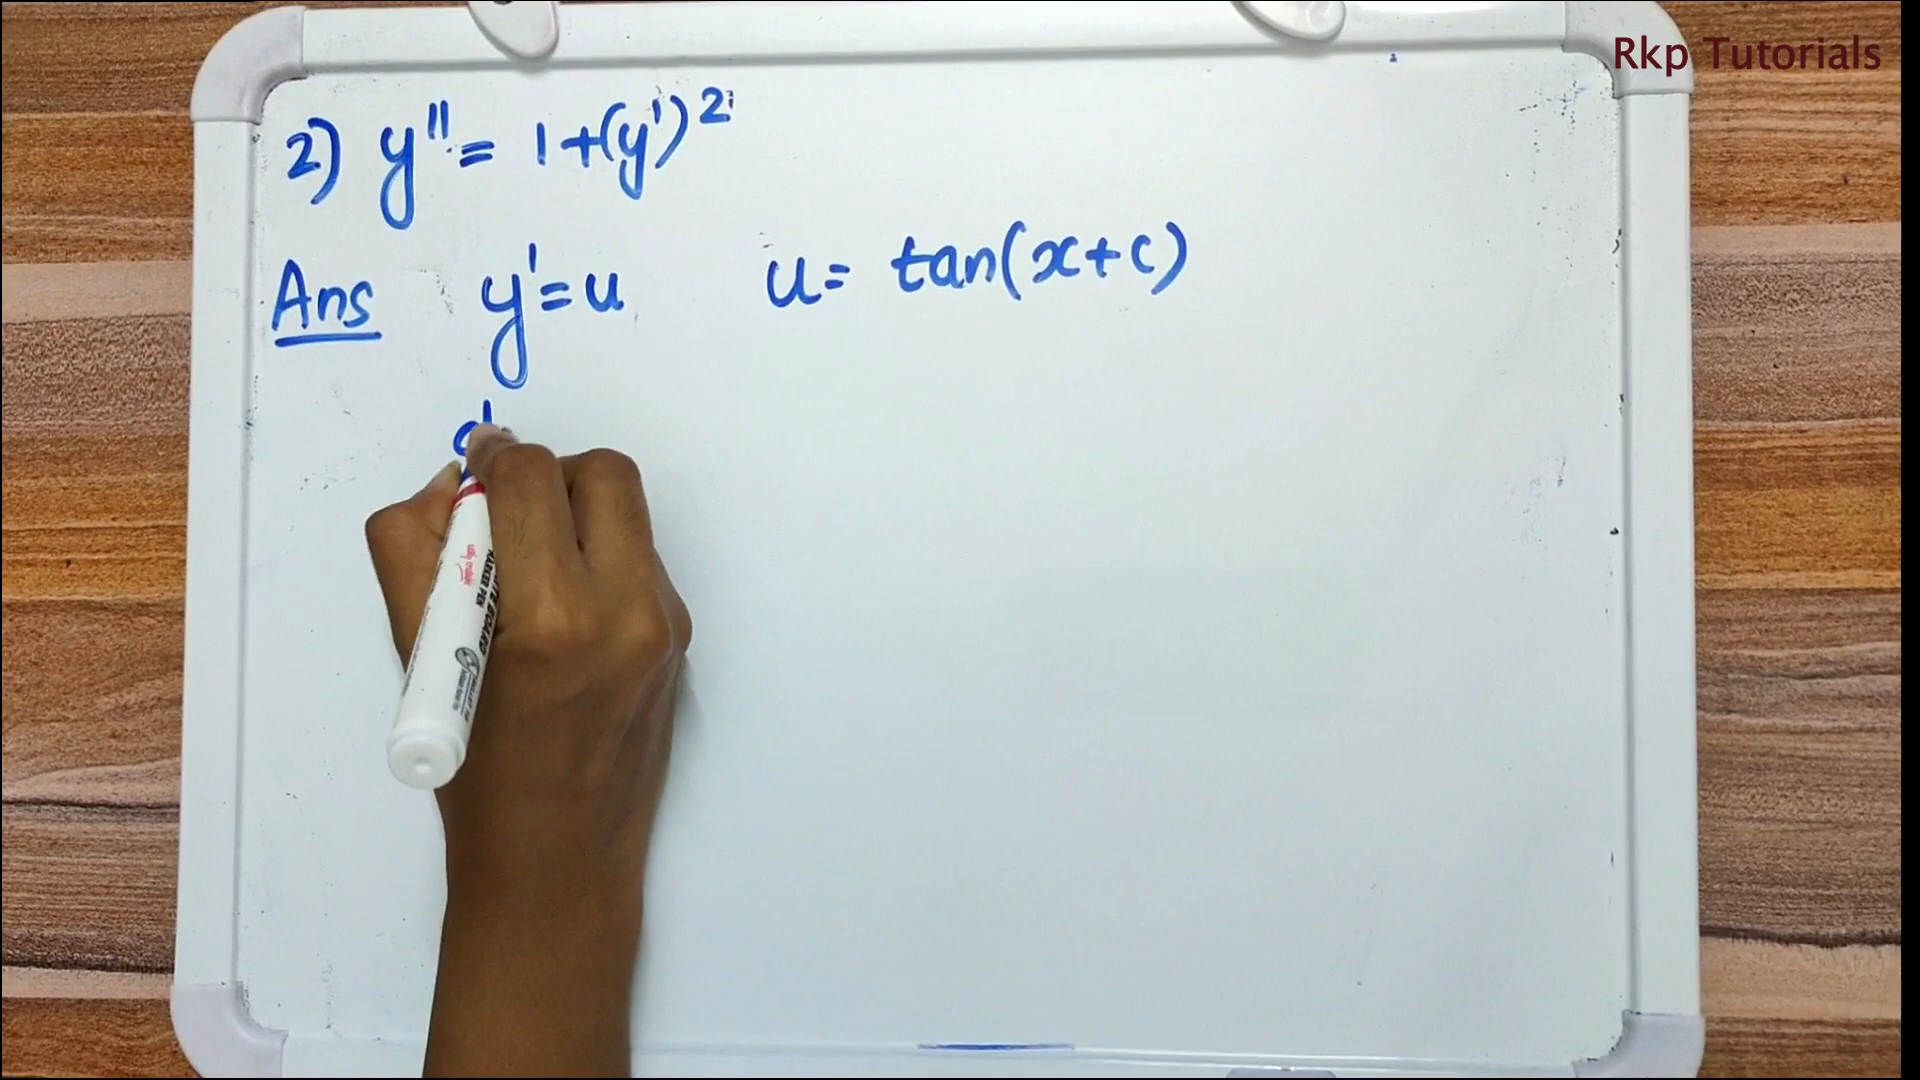 Rkp Tutorials
2) y'' = 1+(y')²
Ans y' = u u = tan(x+c)
d